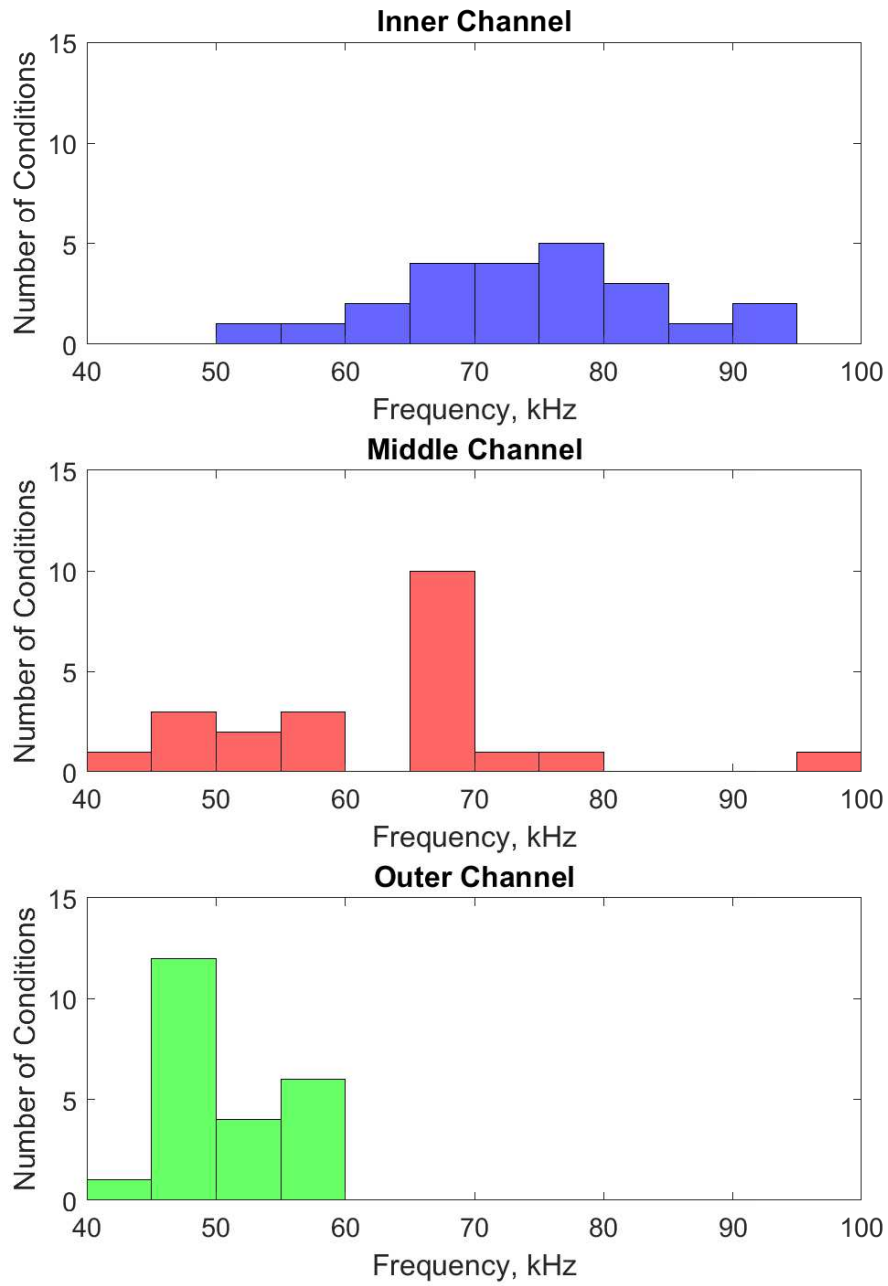 Inner Channel
15
10
5
0
Number of Conditions
40 50 60 70 80 90 100
Frequency, kHz
Middle Channel
15
10
5
0
Number of Conditions
40 50 60 70 80 90 100
Frequency, kHz
Outer Channel
15
10
5
0
Number of Conditions
40 50 60 70 80 90 100
Frequency, kHz